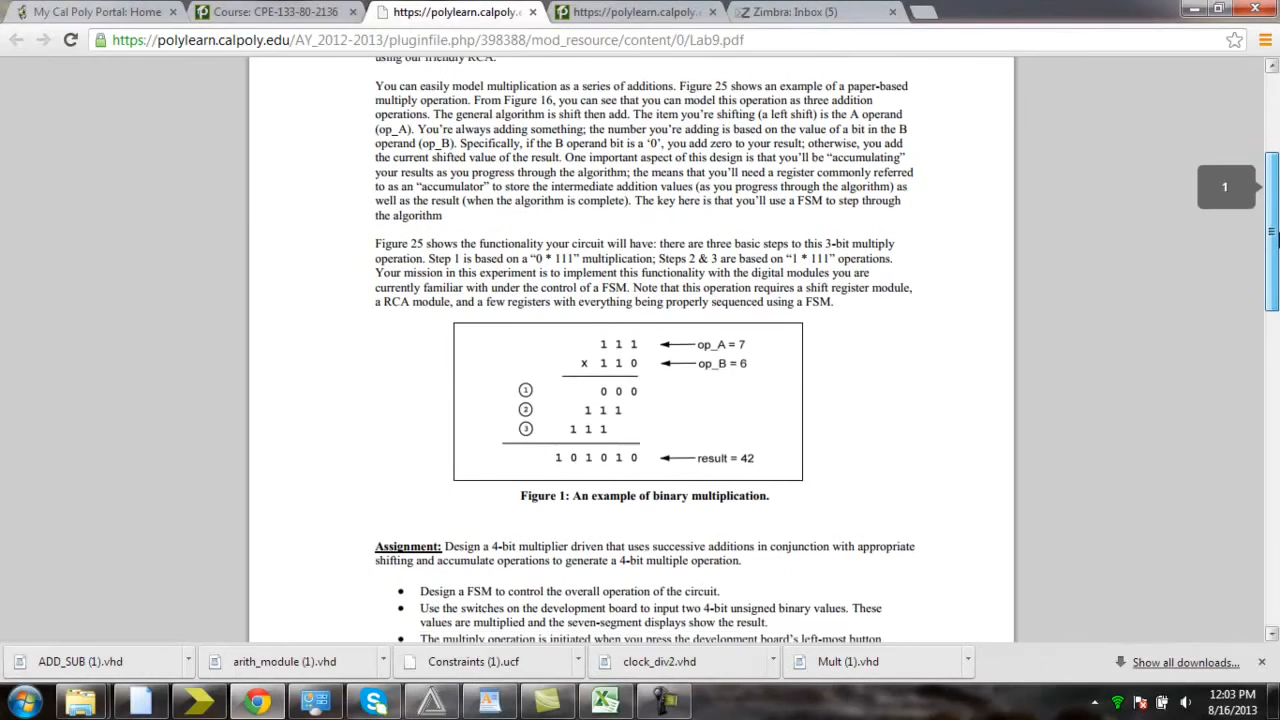 My Cal Poly Portal: Home
Course: CPE-133-80-2136
https://polylearn.calpoly.e
https://polylearn.calpoly.e
Zimbra: Inbox (5)
https://polylearn.calpoly.edu/AY_2012-2013/pluginfile.php/398388/mod_resource/content/0/Lab9.pdf
using our friendly RCA.
You can easily model multiplication as a series of additions. Figure 25 shows an example of a paper-based
multiply operation. From Figure 16, you can see that you can model this operation as three addition
operations. The general algorithm is shift then add. The item you're shifting (a left shift) is the A operand
(op_A). You're always adding something; the number you're adding is based on the value of a bit in the B
operand (op_B). Specifically, if the B operand bit is a ‘0’, you add zero to your result; otherwise, you add
the current shifted value of the result. One important aspect of this design is that you'll be “accumulating”
your results as you progress through the algorithm; the means that you'll need a register commonly referred
to as an “accumulator” to store the intermediate addition values (as you progress through the algorithm) as
well as the result (when the algorithm is complete). The key here is that you'll use a FSM to step through
the algorithm
1
Figure 25 shows the functionality your circuit will have: there are three basic steps to this 3-bit multiply
operation. Step 1 is based on a “0 * 111” multiplication; Steps 2 & 3 are based on “1 * 111” operations.
Your mission in this experiment is to implement this functionality with the digital modules you are
currently familiar with under the control of a FSM. Note that this operation requires a shift register module,
a RCA module, and a few registers with everything being properly sequenced using a FSM.
1 1 1 op_A = 7
x 1 1 0 op_B = 6
1 0 0 0
2 1 1 1
3 1 1 1
1 0 1 0 1 0 result = 42
Figure 1: An example of binary multiplication.
Assignment: Design a 4-bit multiplier driven that uses successive additions in conjunction with appropriate
shifting and accumulate operations to generate a 4-bit multiple operation.
• Design a FSM to control the overall operation of the circuit.
• Use the switches on the development board to input two 4-bit unsigned binary values. These
values are multiplied and the seven-segment displays show the result.
• The multiply operation is initiated when you press the development board's left-most button
ADD_SUB (1).vhd
arith_module (1).vhd
Constraints (1).ucf
clock_div2.vhd
Mult (1).vhd
Show all downloads...
12:03 PM
8/16/2013